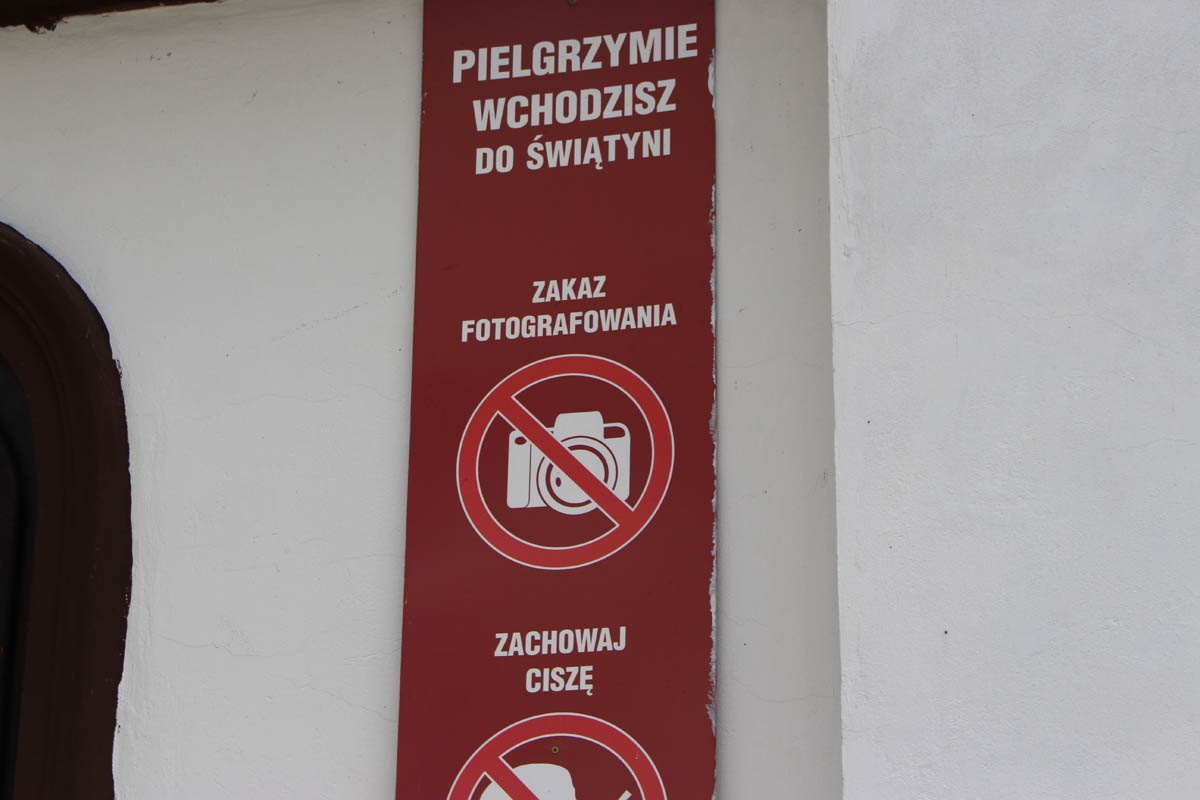 PIELGRZYMIE
WCHODZISZ
DO ŚWIĄTYNI
ZAKAZ
FOTOGRAFOWANIA
ZACHOWAJ
CISZĘ